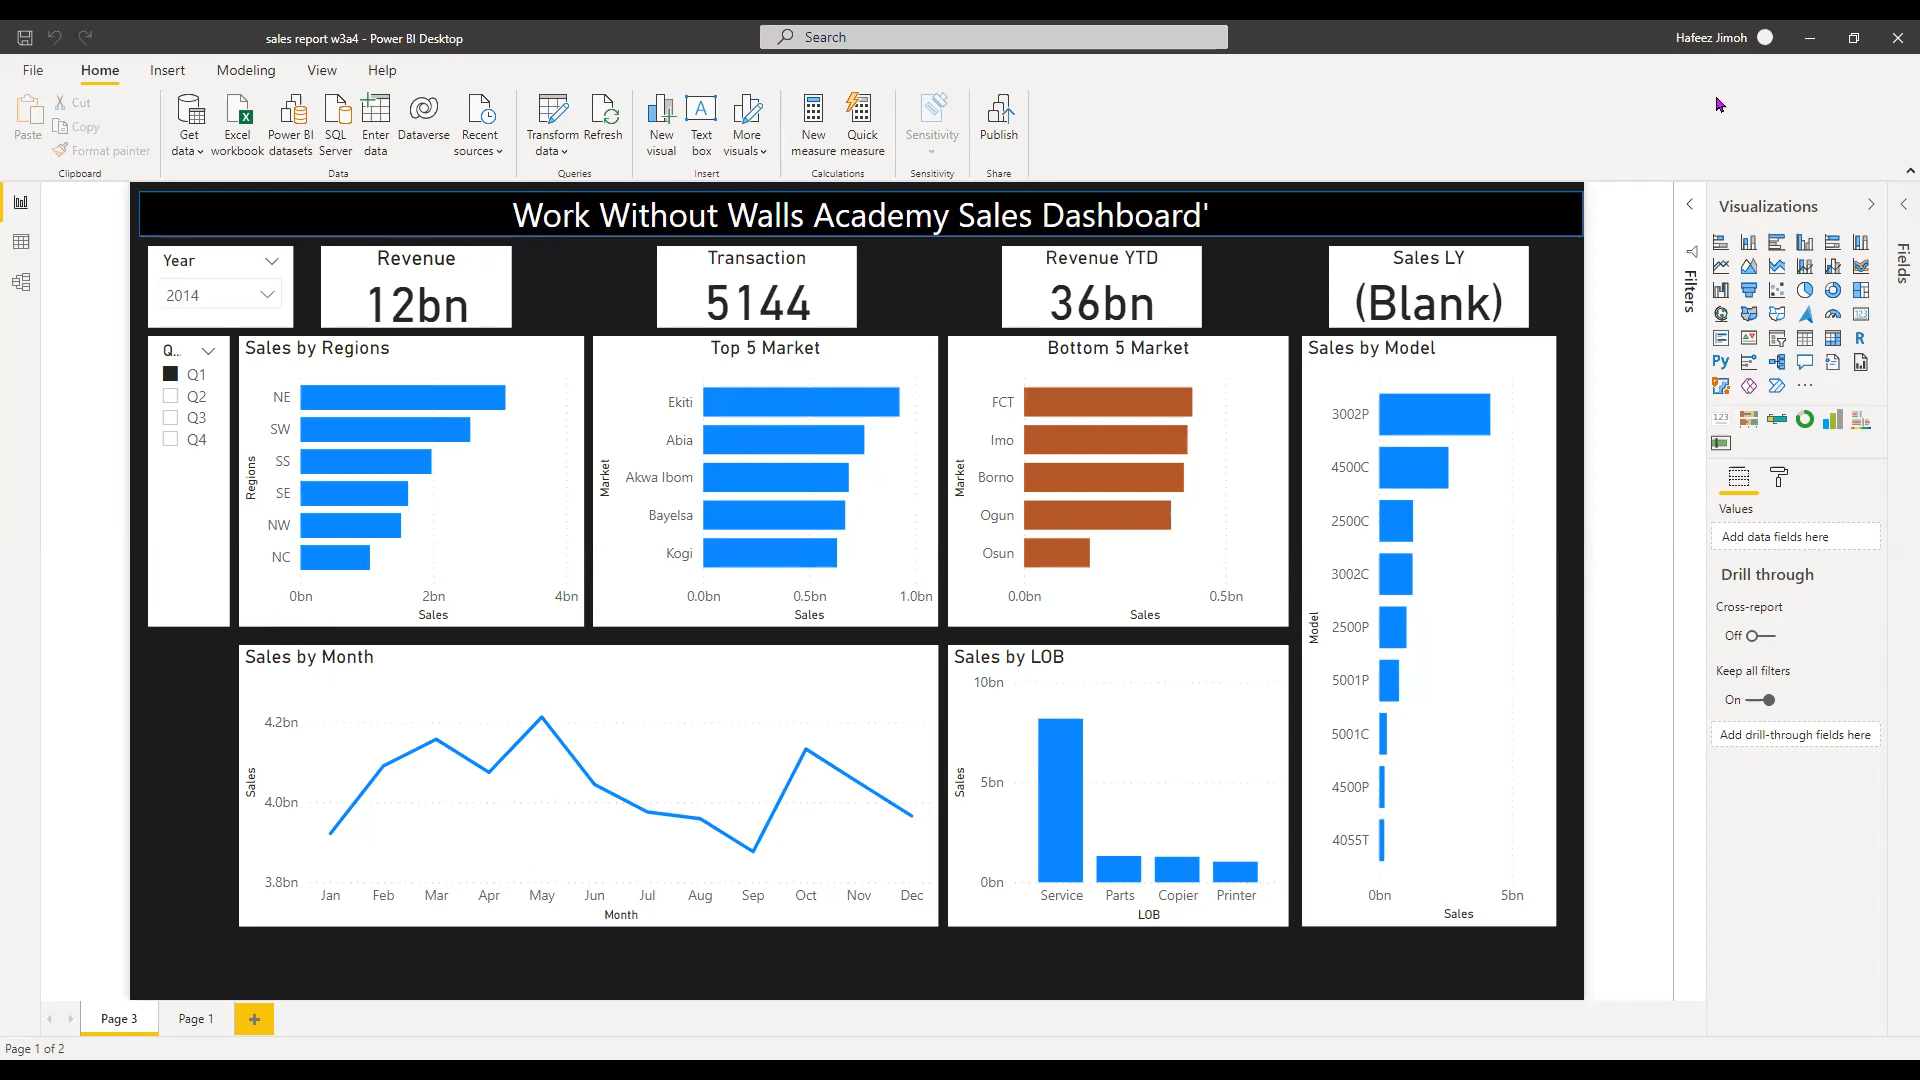 sales report w3a4 - Power BI Desktop
Search
Hafeez Jimoh
File
Home
Insert
Modeling
View
Help
Paste
Cut
Copy
Format painter
Get data
Excel workbook
Power BI datasets
SQL Server
Enter data
Dataverse
Recent sources
Transform data
Refresh
New visual
Text box
More visuals
New measure
Quick measure
Sensitivity
Publish
Clipboard
Data
Queries
Insert
Calculations
Sensitivity
Share
Work Without Walls Academy Sales Dashboard'
Year
2014
Revenue
12bn
Transaction
5144
Revenue YTD
36bn
Sales LY
(Blank)
Q..
Q1
Q2
Q3
Q4
Sales by Regions
Regions
NE
SW
SS
SE
NW
NC
0bn
2bn
4bn
Sales
Top 5 Market
Market
Ekiti
Abia
Akwa Ibom
Bayelsa
Kogi
0.0bn
0.5bn
1.0bn
Sales
Bottom 5 Market
Market
FCT
Imo
Borno
Ogun
Osun
0.0bn
0.5bn
Sales
Sales by Model
Model
3002P
4500C
2500C
3002C
2500P
5001P
5001C
4500P
4055T
0bn
5bn
Sales
Sales by Month
Sales
4.2bn
4.0bn
3.8bn
Jan
Feb
Mar
Apr
May
Jun
Jul
Aug
Sep
Oct
Nov
Dec
Month
Sales by LOB
Sales
10bn
5bn
0bn
Service
Parts
Copier
Printer
LOB
Filters
Visualizations
R
Py
123
123
Values
Add data fields here
Drill through
Cross-report
Off
Keep all filters
On
Add drill-through fields here
Fields
Page 3
Page 1
Page 1 of 2